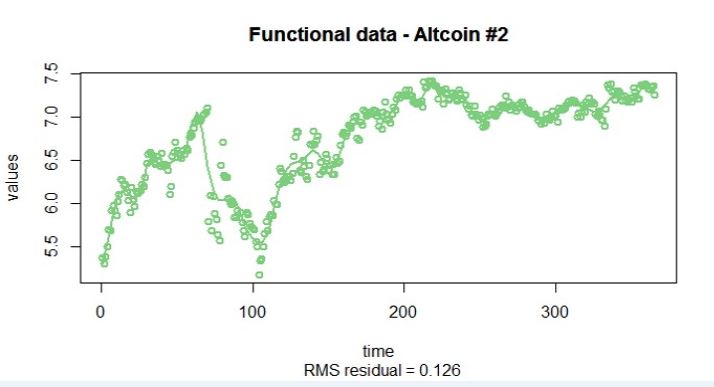 Functional data - Altcoin #2
values
7.5
7.0
6.5
6.0
5.5
0 100 200 300
time
RMS residual = 0.126